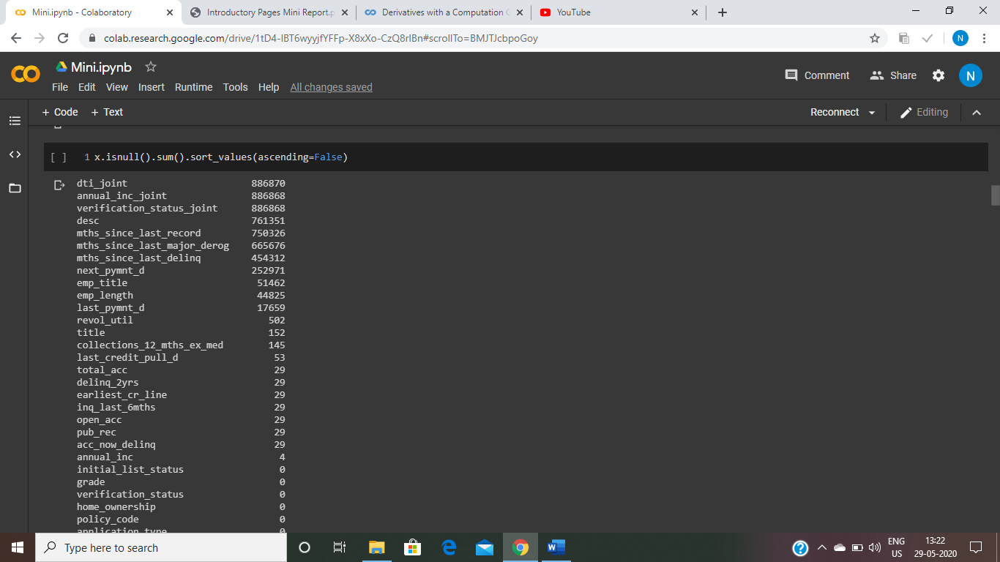 Mini.ipynb - Colaboratory
Introductory Pages Mini Report.p
Derivatives with a Computation G
YouTube
colab.research.google.com/drive/1tD4-IBT6wyyjfYFFp-X8xXo-CzQ8rlBn#scrollTo=BMJTJcbpoGoy
N
Mini.ipynb
File Edit View Insert Runtime Tools Help All changes saved
Comment Share N
+ Code + Text
Reconnect Editing
[ ] 1 x.isnull().sum().sort_values(ascending=False)
dti_joint 886870
annual_inc_joint 886868
verification_status_joint 886868
desc 761351
mths_since_last_record 750326
mths_since_last_major_derog 665676
mths_since_last_delinq 454312
next_pymnt_d 252971
emp_title 51462
emp_length 44825
last_pymnt_d 17659
revol_util 502
title 152
collections_12_mths_ex_med 145
last_credit_pull_d 53
total_acc 29
delinq_2yrs 29
earliest_cr_line 29
inq_last_6mths 29
open_acc 29
pub_rec 29
acc_now_delinq 29
annual_inc 4
initial_list_status 0
grade 0
verification_status 0
home_ownership 0
policy_code 0
application_type 0
Type here to search
ENG
US
13:22
29-05-2020